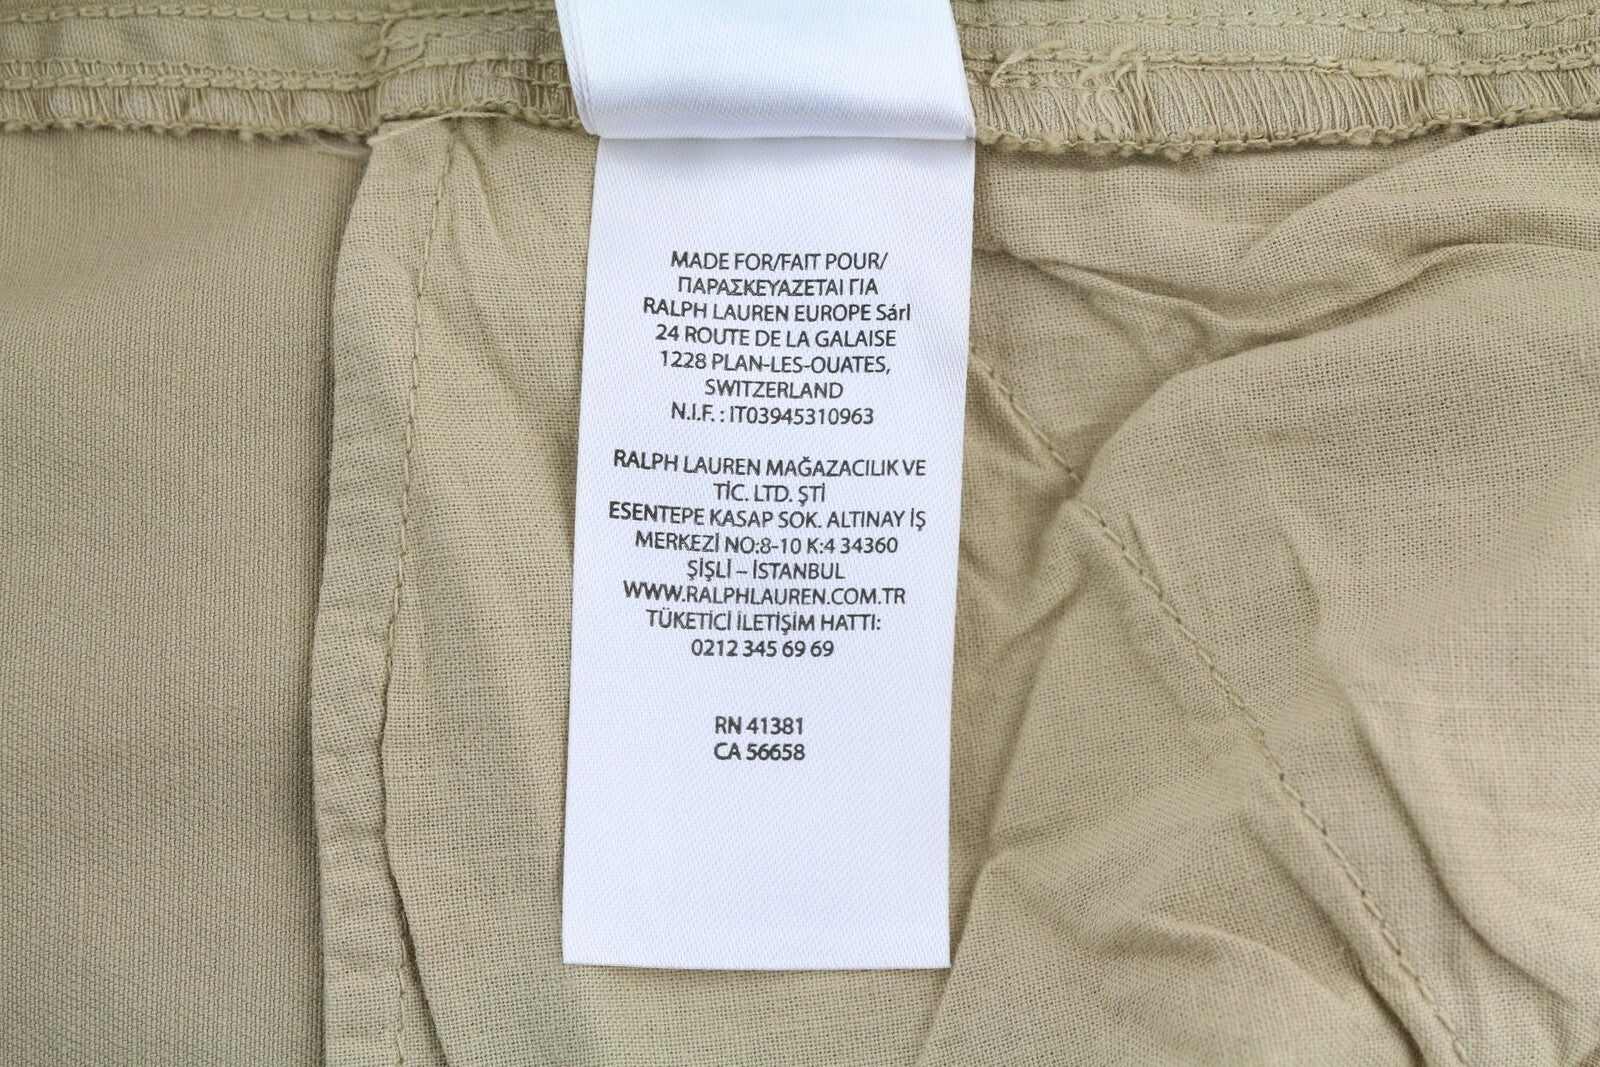 MADE FOR/FAIT POUR/
ΠΑΡΑΣΚΕΥΑΖΕΤΑΙ ΓΙΑ
RALPH LAUREN EUROPE Sárl
24 ROUTE DE LA GALAISE
1228 PLAN-LES-OUATES,
SWITZERLAND
N.I.F. : IT03945310963
RALPH LAUREN MAĞAZACILIK VE
TİC. LTD. ŞTİ
ESENTEPE KASAP SOK. ALTINAY İŞ
MERKEZİ NO:8-10 K:4 34360
ŞİŞLİ – İSTANBUL
WWW.RALPHLAUREN.COM.TR
TÜKETİCİ İLETİŞİM HATTI:
0212 345 69 69
RN 41381
CA 56658